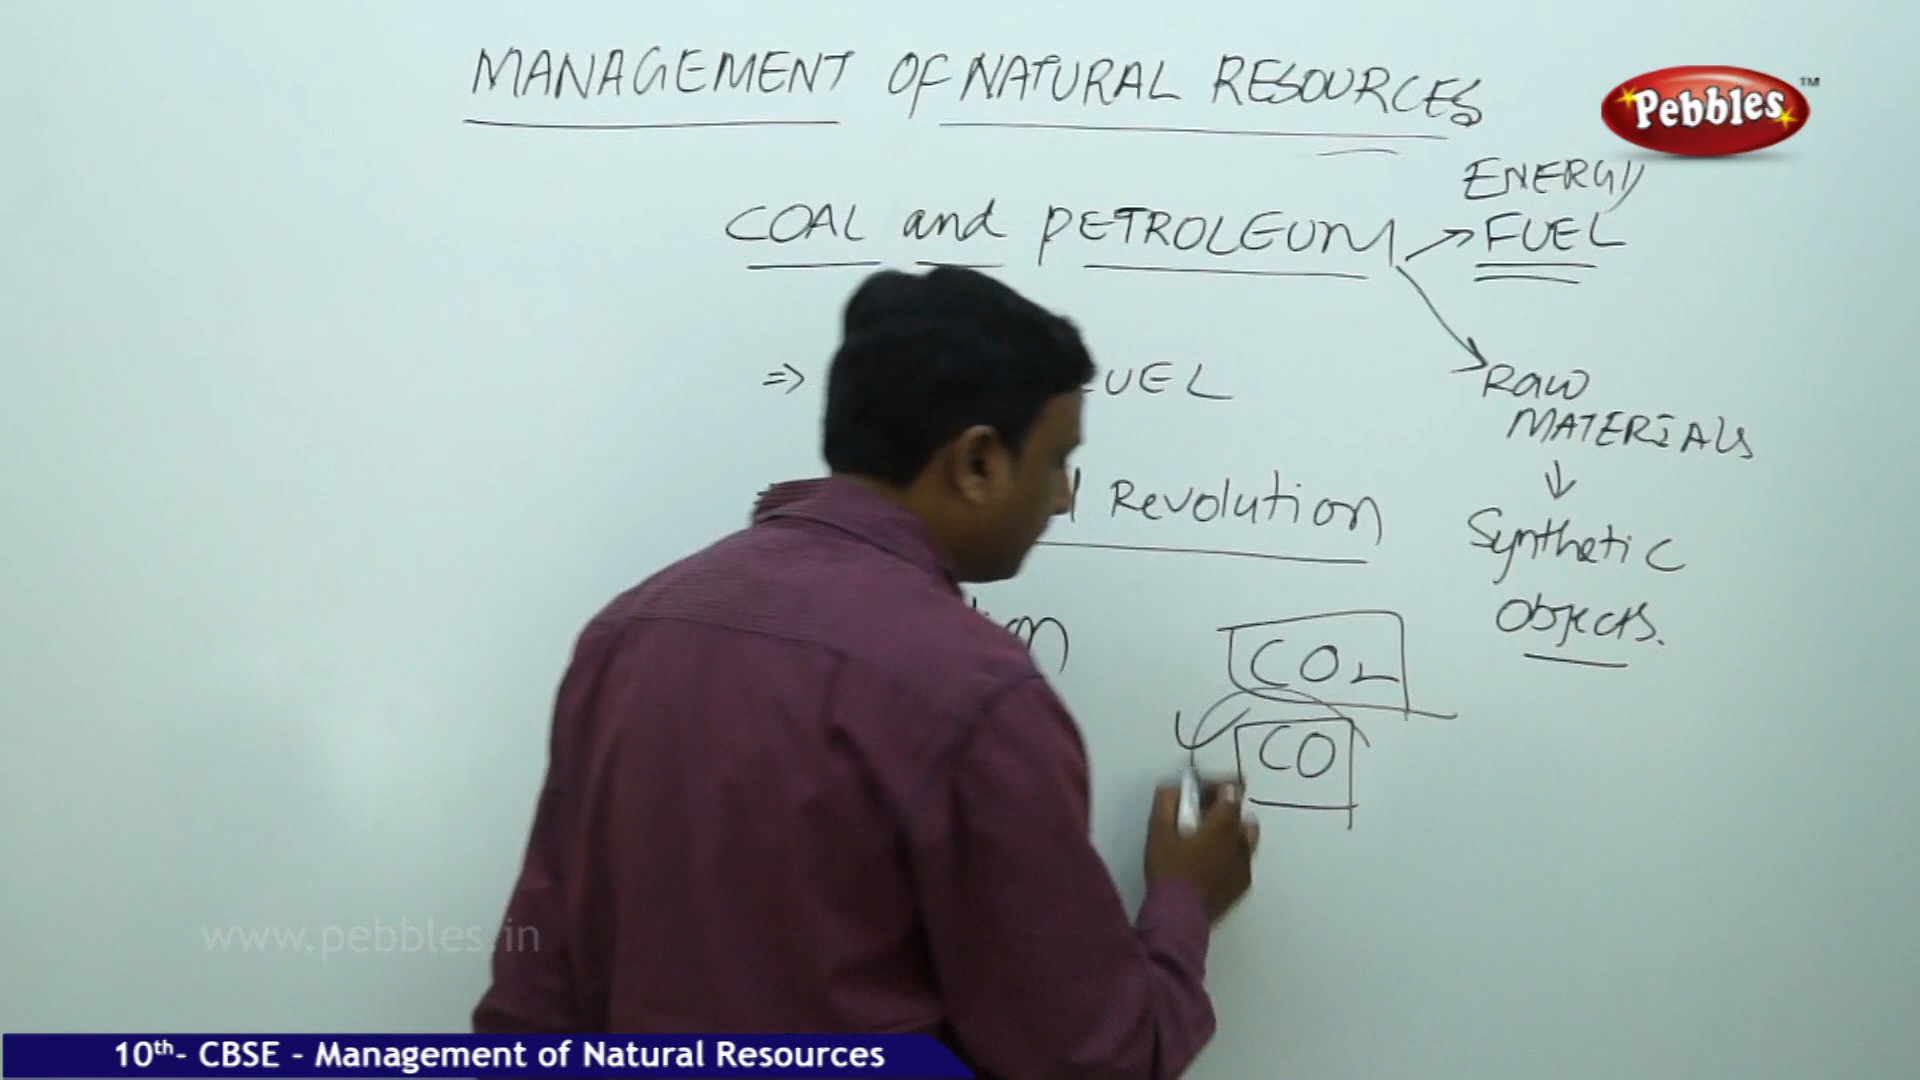 MANAGEMENT OF NATURAL RESOURCES
Pebbles™
ENERGY
COAL and PETROLEUM → FUEL
⇒ UEL
RAW
MATERIALS
↓
Revolution
Synthetic
Objects.
CO2
CO
www.pebbles.in
10th- CBSE - Management of Natural Resources